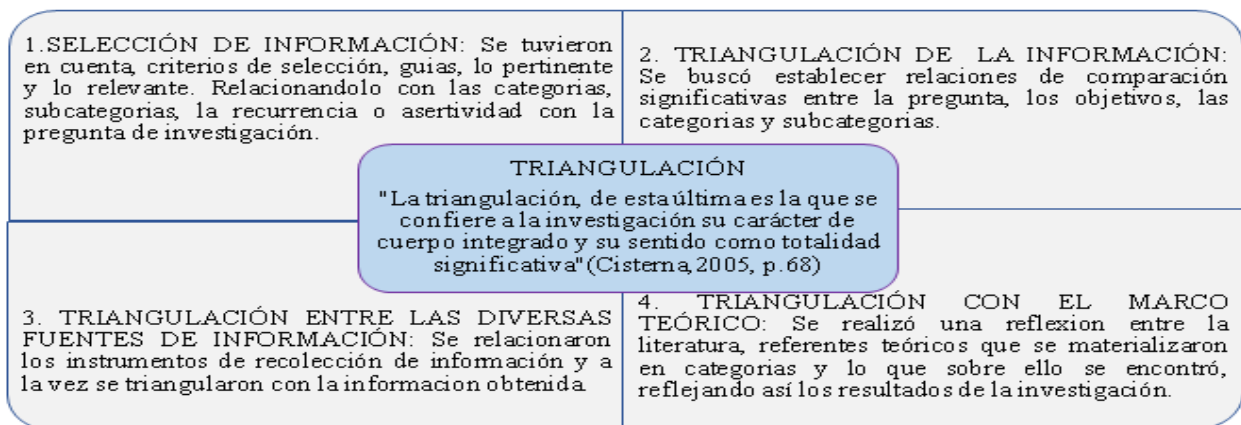 1.SELECCIÓN DE INFORMACIÓN: Se tuvieron
en cuenta, criterios de selección, guias, lo pertinente
y lo relevante. Relacionandolo con las categorias,
subcategorias, la recurrencia o asertividad con la
pregunta de investigación.
2. TRIANGULACIÓN DE LA INFORMACIÓN:
Se buscó establecer relaciones de comparación
significativas entre la pregunta, los objetivos, las
categorias y subcategorias.
TRIANGULACIÓN
"La triangulación, de esta última es la que se
confiere a la investigación su carácter de
cuerpo integrado y su sentido como totalidad
significativa" (Cisterna, 2005, p.68)
3. TRIANGULACIÓN ENTRE LAS DIVERSAS
FUENTES DE INFORMACIÓN: Se relacionaron
los instrumentos de recolección de información y a
la vez se triangularon con la informacion obtenida
4. TRIANGULACIÓN CON EL MARCO
TEÓRICO: Se realizó una reflexion entre la
literatura, referentes teóricos que se materializaron
en categorias y lo que sobre ello se encontró,
reflejando así los resultados de la investigación.